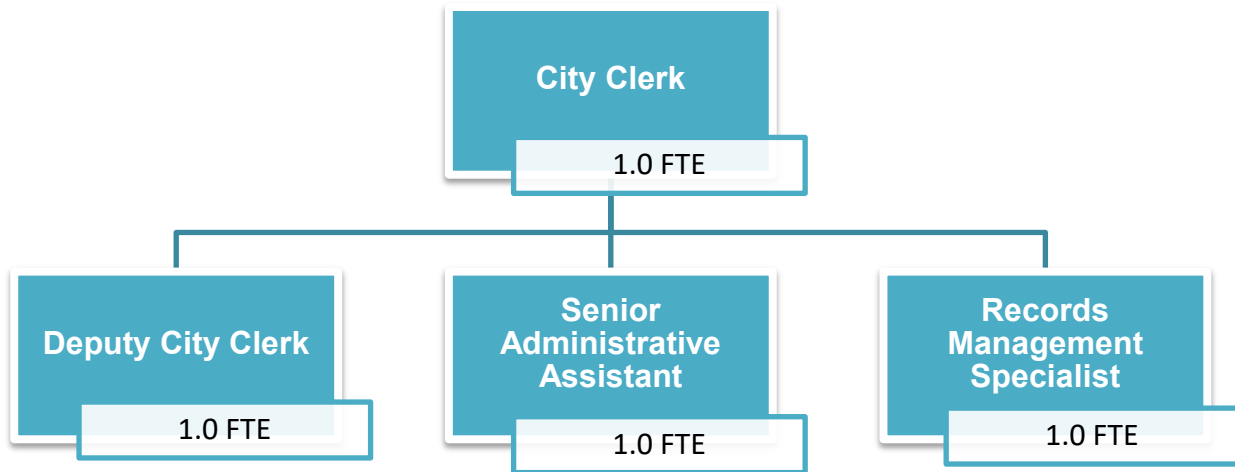 City Clerk
1.0 FTE
Deputy City Clerk
1.0 FTE
Senior
Administrative
Assistant
1.0 FTE
Records
Management
Specialist
1.0 FTE